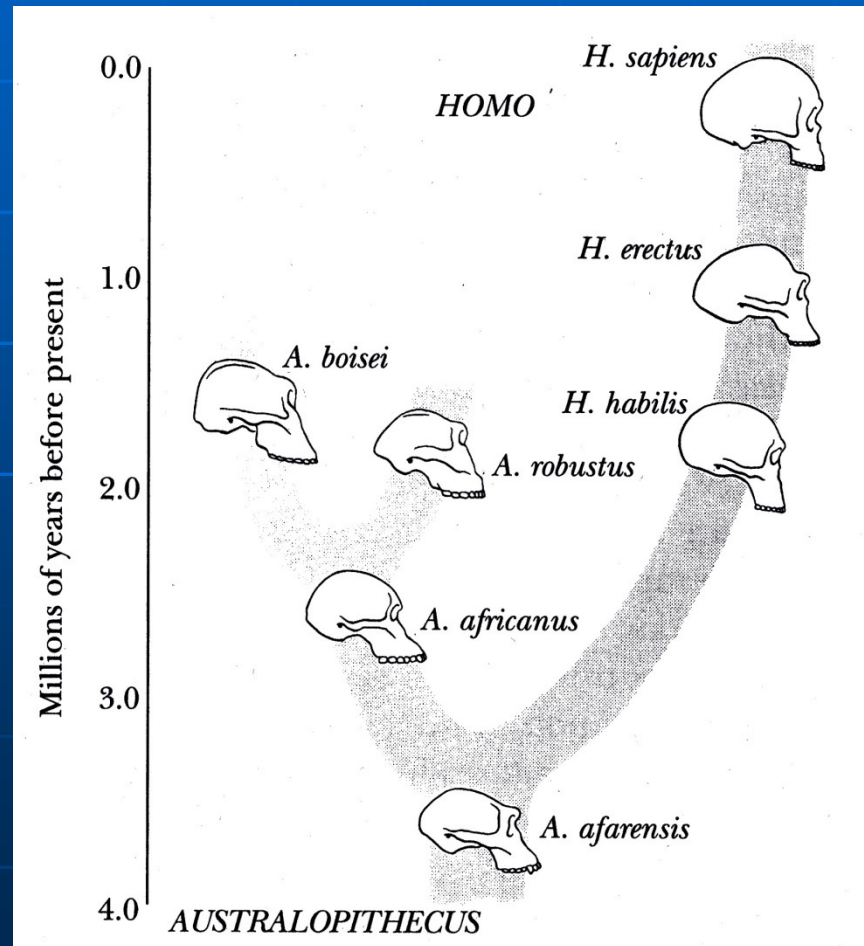 0.0
H. sapiens
HOMO
H. erectus
1.0
A. boisei
H. habilis
A. robustus
2.0
A. africanus
3.0
A. afarensis
4.0
AUSTRALOPITHECUS
Millions of years before present